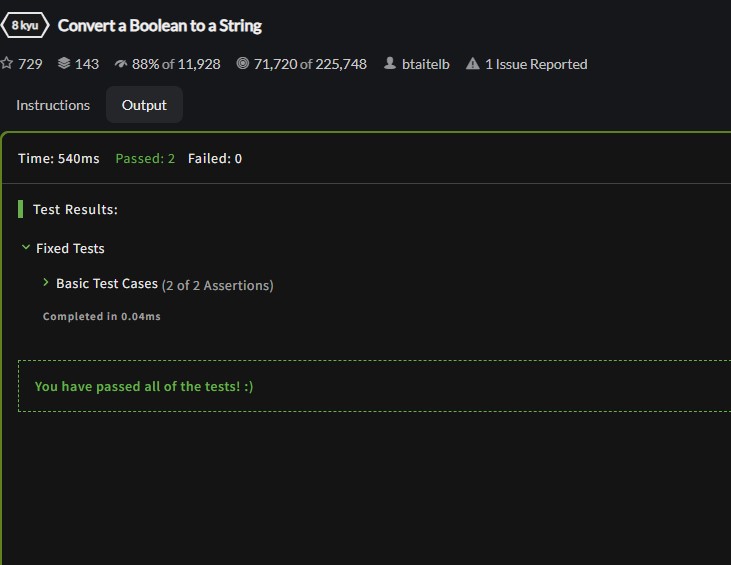 8 kyu Convert a Boolean to a String
729 143 88% of 11,928 71,720 of 225,748 btaitelb 1 Issue Reported
Instructions Output
Time: 540ms Passed: 2 Failed: 0
Test Results:
Fixed Tests
Basic Test Cases (2 of 2 Assertions)
Completed in 0.04ms
You have passed all of the tests! :)